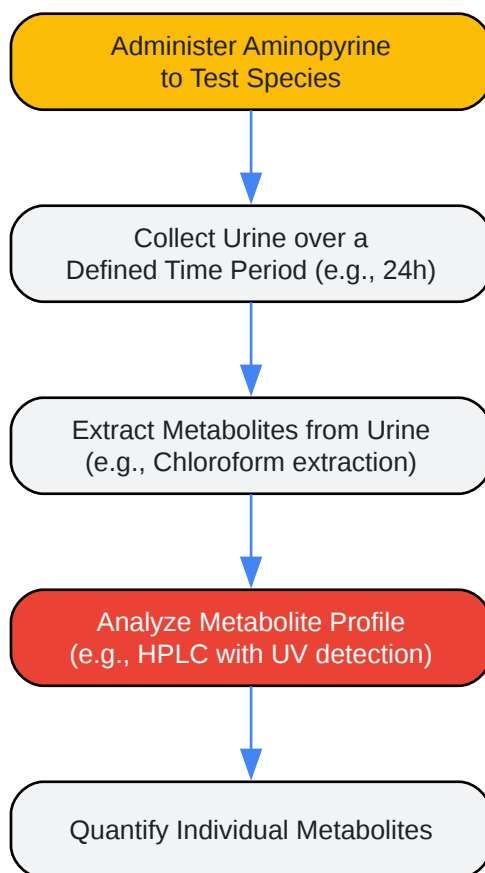 Administer Aminopyrine
to Test Species
Collect Urine over a
Defined Time Period (e.g., 24h)
Extract Metabolites from Urine
(e.g., Chloroform extraction)
Analyze Metabolite Profile
(e.g., HPLC with UV detection)
Quantify Individual Metabolites